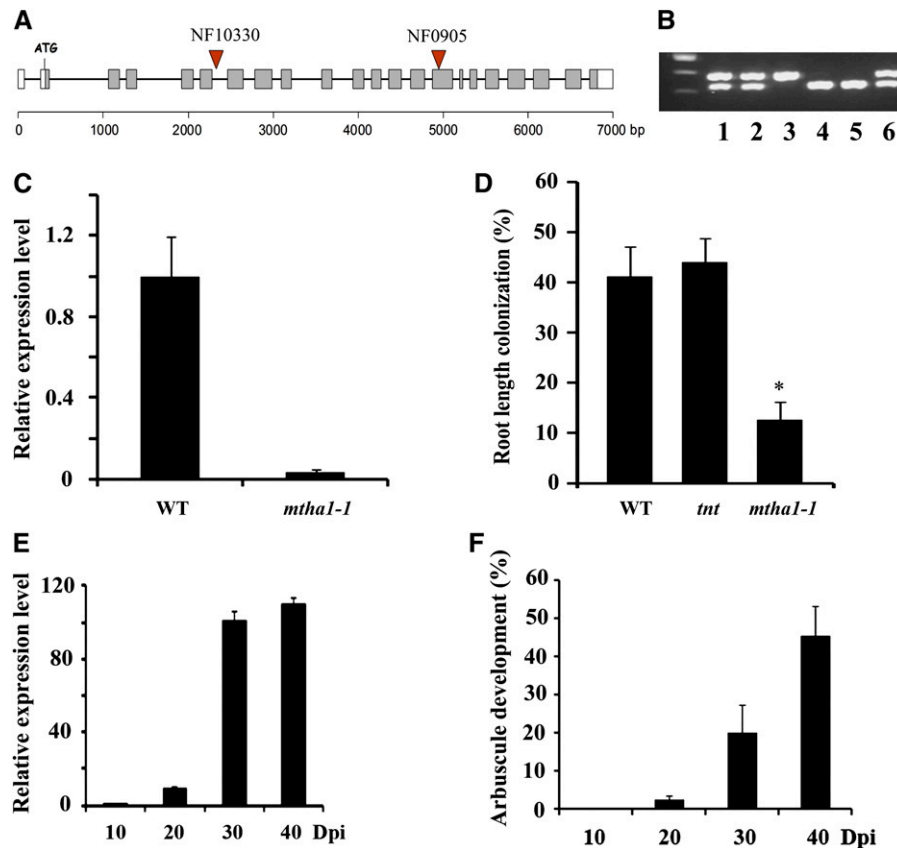 A
NF10330
NF0905
ATG
0 1000 2000 3000 4000 5000 6000 7000 bp
B
1 2 3 4 5 6
C
Relative expression level
1.2
0.8
0.4
0
WT mtha1-1
D
Root length colonization (%)
60
50
40
30
20
10
0
*
WT tnt mtha1-1
E
Relative expression level
120
80
40
0
10 20 30 40 Dpi
F
Arbuscule development (%)
60
50
40
30
20
10
0
10 20 30 40 Dpi